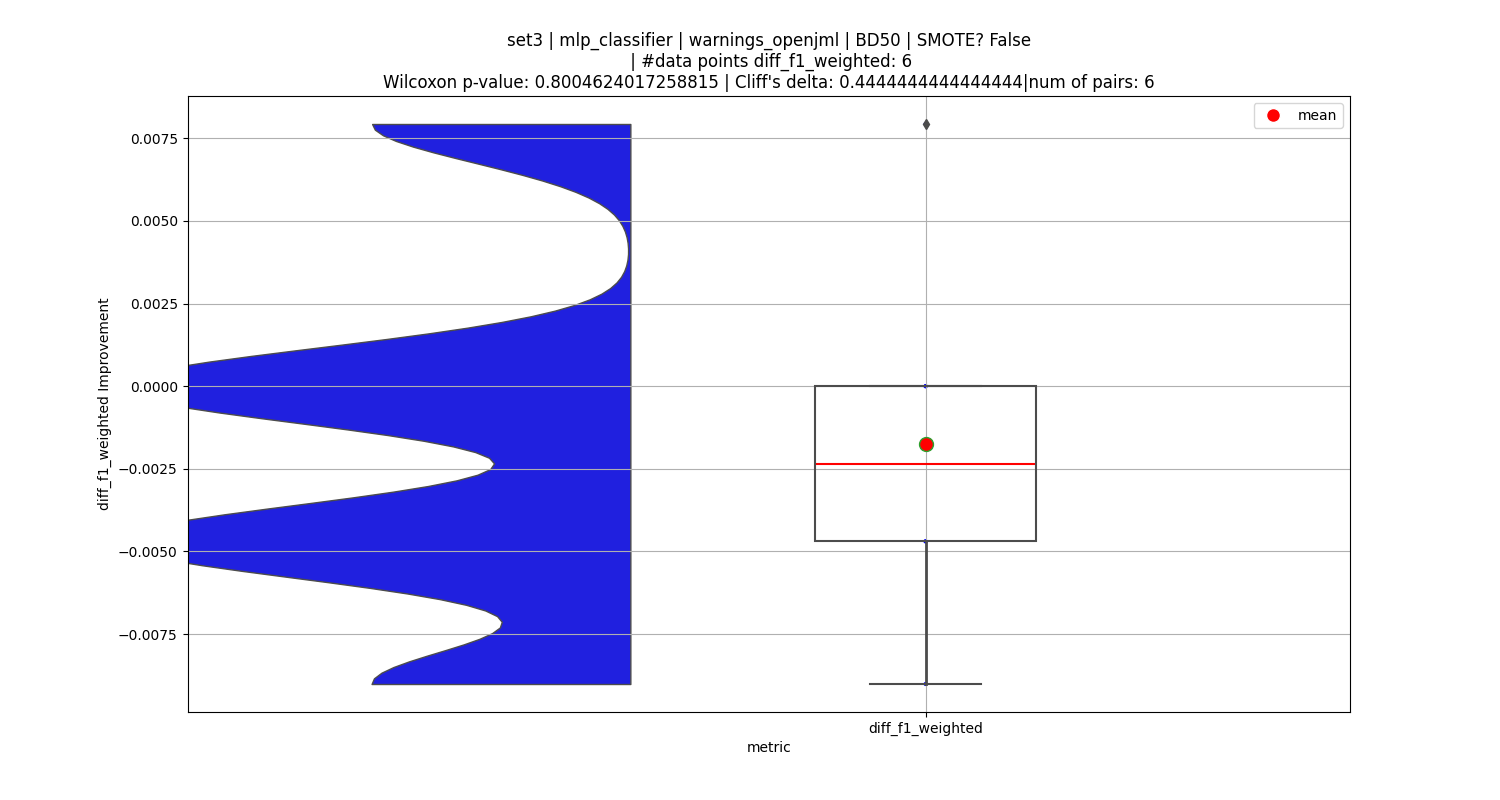 set3 | mlp_classifier | warnings_openjml | BD50 | SMOTE? False
| #data points diff_f1_weighted: 6
Wilcoxon p-value: 0.8004624017258815 | Cliff's delta: 0.4444444444444444|num of pairs: 6
mean
0.0075
0.0050
0.0025
0.0000
−0.0025
−0.0050
−0.0075
diff_f1_weighted Improvement
diff_f1_weighted
metric